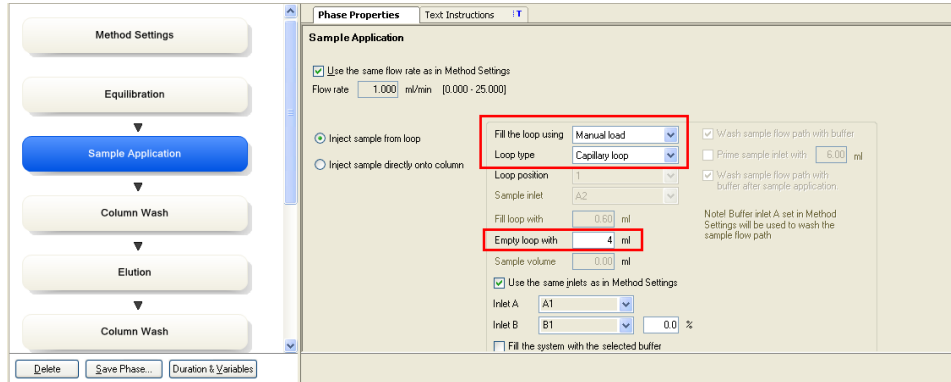 Method Settings
Equilibration
Sample Application
Column Wash
Elution
Column Wash
Delete
Save Phase...
Duration & Variables
Phase Properties
Text Instructions
T
Sample Application
Use the same flow rate as in Method Settings
Flow rate 1.000 ml/min [0.000 - 25.000]
Inject sample from loop
Inject sample directly onto column
Fill the loop using Manual load
Loop type Capillary loop
Loop position 1
Sample inlet A2
Fill loop with 0.60 ml
Empty loop with 4 ml
Sample volume 0.00 ml
Use the same inlets as in Method Settings
Inlet A A1
Inlet B B1 0.0 %
Fill the system with the selected buffer
Wash sample flow path with buffer
Prime sample inlet with 6.00 ml
Wash sample flow path with
buffer after sample application
Note! Buffer inlet A set in Method
Settings will be used to wash the
sample flow path